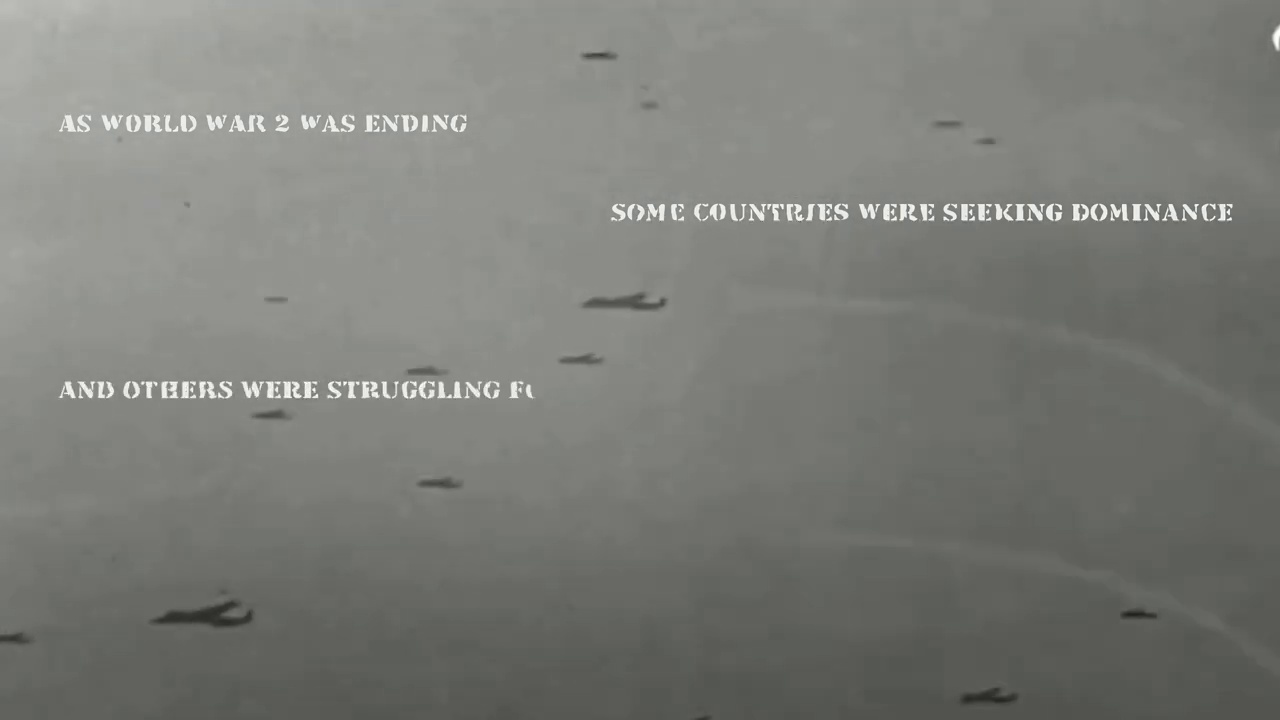 AS WORLD WAR 2 WAS ENDING
SOME COUNTRIES WERE SEEKING DOMINANCE
AND OTHERS WERE STRUGGLING